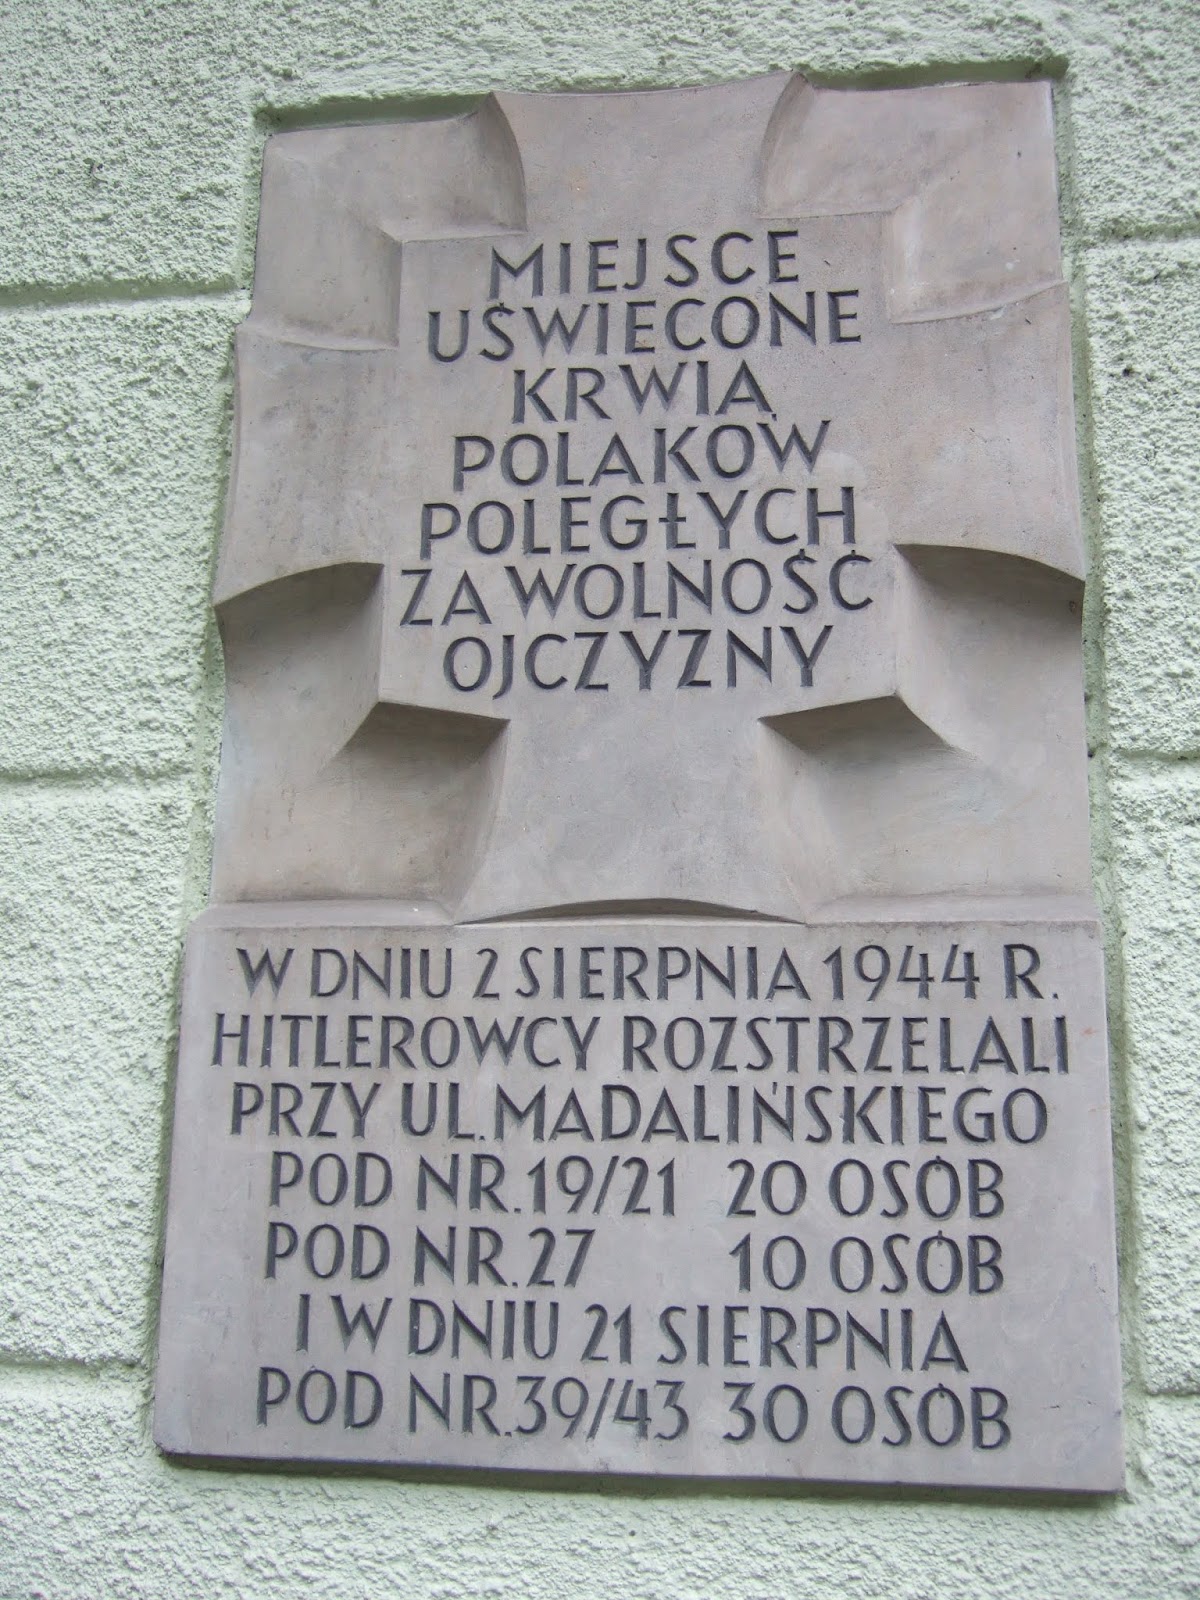 MIEJSCE
UŚWIECONE
KRWIĄ
POLAKÓW
POLEGŁYCH
ZA WOLNOŚĆ
OJCZYZNY
W DNIU 2 SIERPNIA 1944 R.
HITLEROWCY ROZSTRZELALI
PRZY UL. MADALIŃSKIEGO
POD NR. 19/21 20 OSÓB
POD NR. 27 10 OSÓB
I W DNIU 21 SIERPNIA
POD NR. 39/43 30 OSÓB